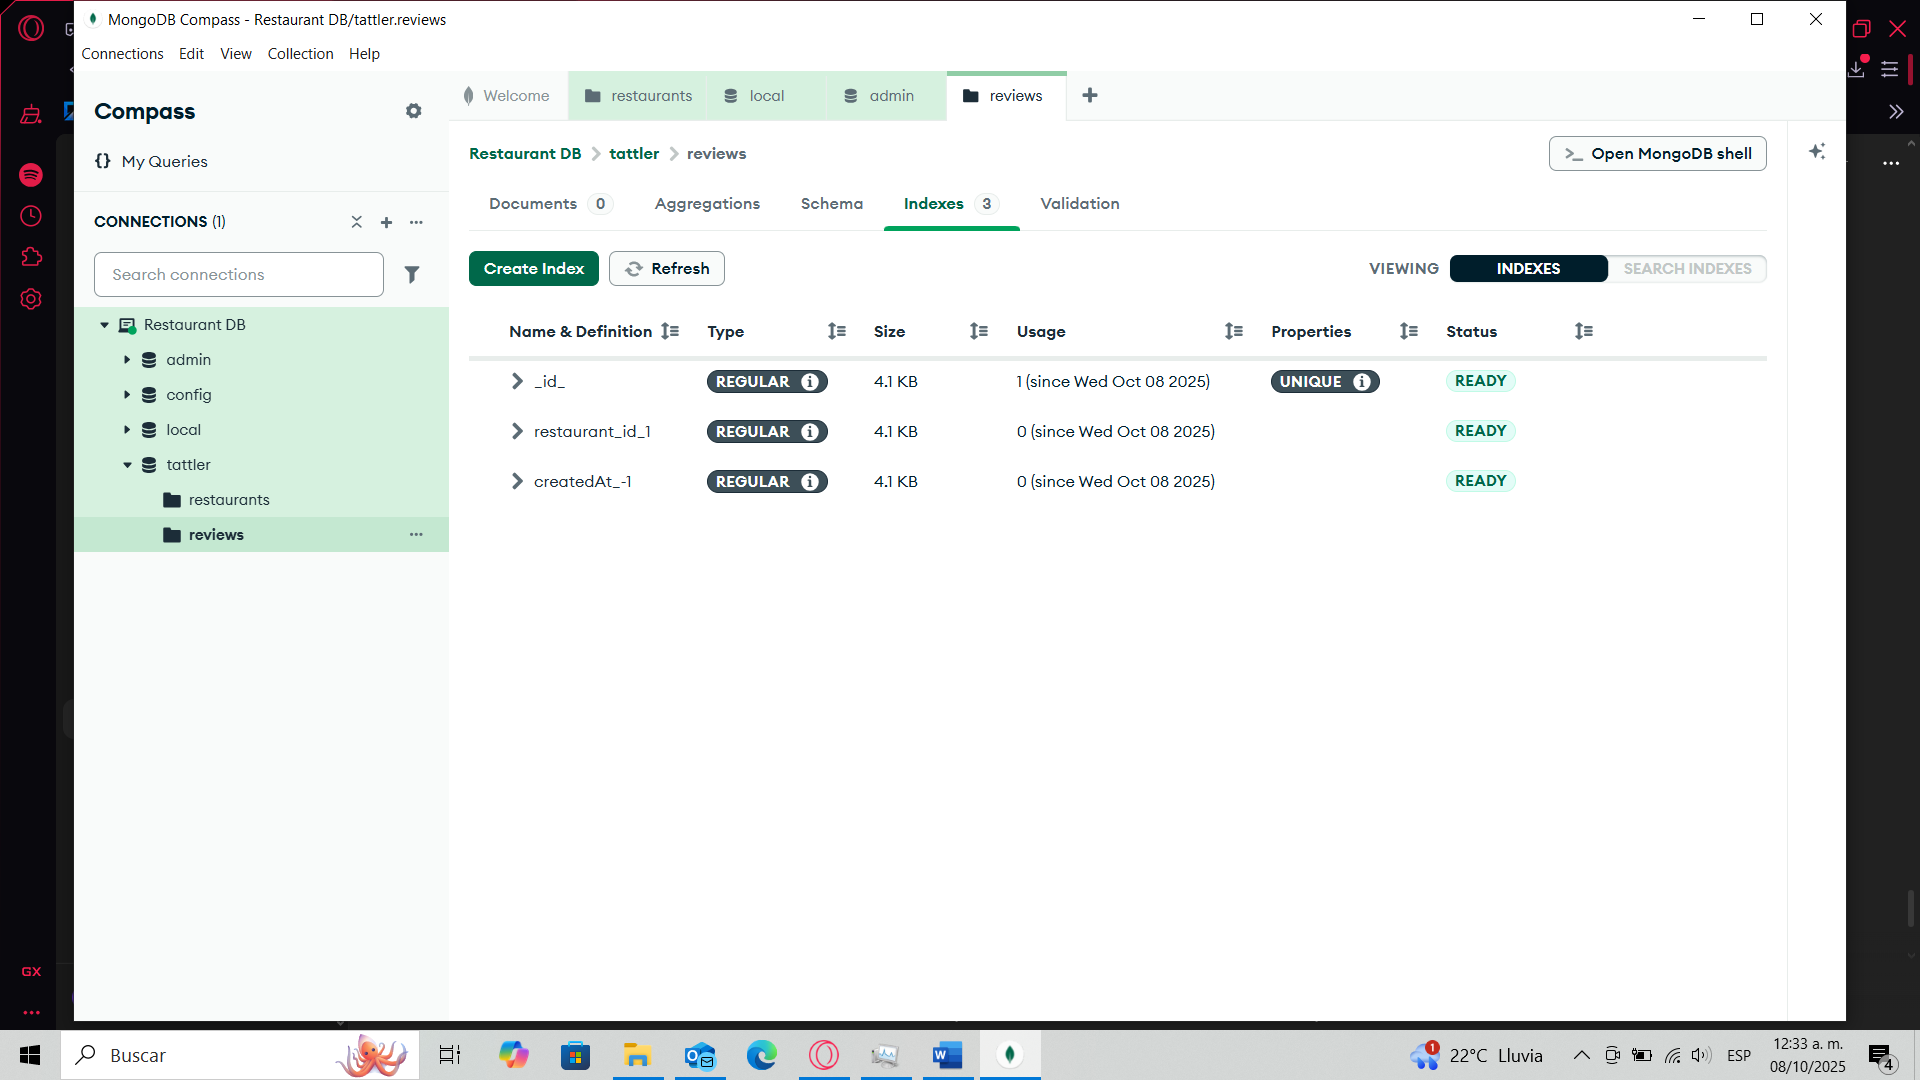 MongoDB Compass - Restaurant DB/tattler.reviews
Connections Edit View Collection Help
Compass
My Queries
CONNECTIONS (1)
Search connections
Restaurant DB
admin
config
local
tattler
restaurants
reviews
Welcome restaurants local admin reviews
Restaurant DB tattler reviews
>_ Open MongoDB shell
Documents 0 Aggregations Schema Indexes 3 Validation
Create Index Refresh
VIEWING INDEXES SEARCH INDEXES
Name & Definition Type Size Usage Properties Status
_id_ REGULAR 4.1 KB 1 (since Wed Oct 08 2025) UNIQUE READY
restaurant_id_1 REGULAR 4.1 KB 0 (since Wed Oct 08 2025) READY
createdAt_-1 REGULAR 4.1 KB 0 (since Wed Oct 08 2025) READY
GX
Buscar
1 22°C Lluvia ESP
12:33 a. m.
08/10/2025
4